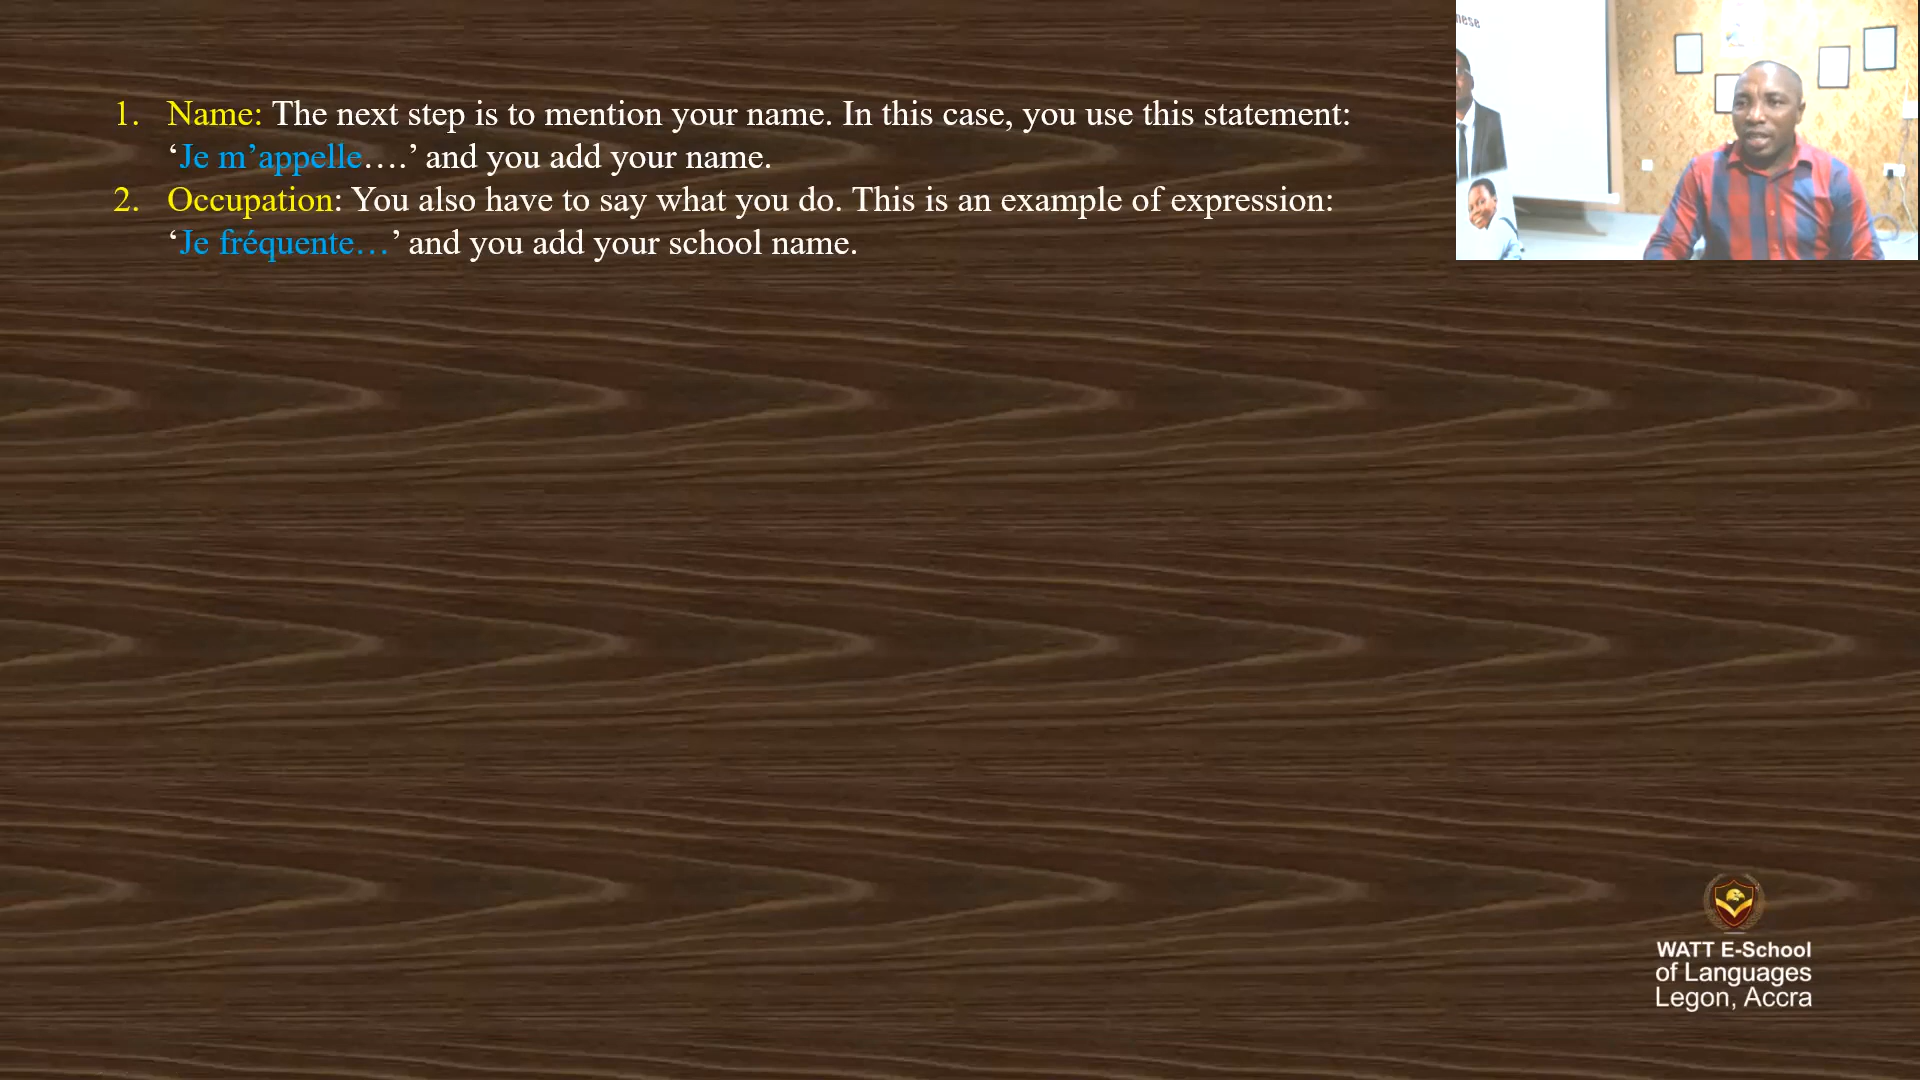 1. Name: The next step is to mention your name. In this case, you use this statement:
‘Je m’appelle….’ and you add your name.
2. Occupation: You also have to say what you do. This is an example of expression:
‘Je fréquente…’ and you add your school name.
WATT E-School
of Languages
Legon, Accra